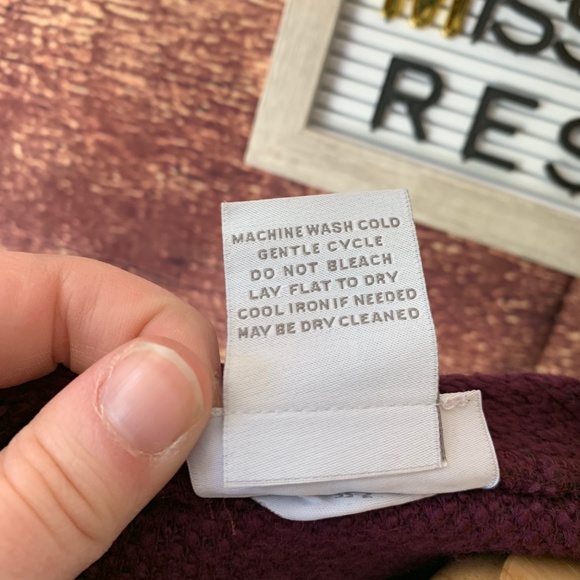 MISS
RES
MACHINE WASH COLD
GENTLE CYCLE
DO NOT BLEACH
LAY FLAT TO DRY
COOL IRON IF NEEDED
MAY BE DRY CLEANED